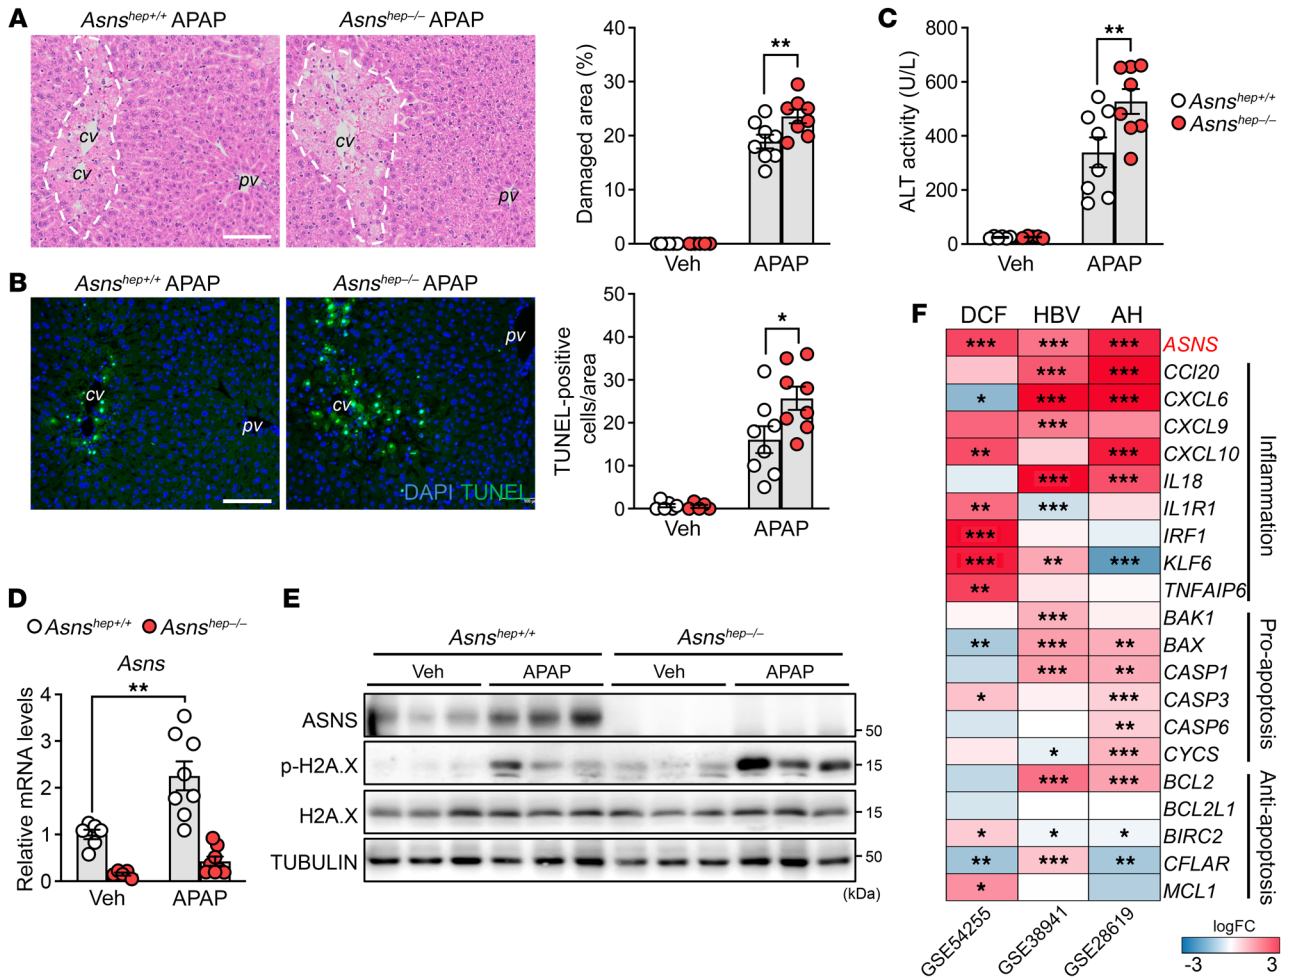 A
Asns^hep+/+ APAP
Asns^hep–/– APAP
cv
cv
pv
cv
pv
Damaged area (%)
40
30
20
10
0
**
Veh
APAP
C
ALT activity (U/L)
800
600
400
200
0
**
Veh
APAP
Asns^hep+/+
Asns^hep–/–
B
Asns^hep+/+ APAP
Asns^hep–/– APAP
cv
pv
cv
pv
DAPI TUNEL
TUNEL-positive
cells/area
50
40
30
20
10
0
*
Veh
APAP
D
Asns^hep+/+
Asns^hep–/–
Asns
Relative mRNA levels
4
3
2
1
0
**
Veh
APAP
E
Asns^hep+/+
Asns^hep–/–
Veh
APAP
Veh
APAP
ASNS
50
p-H2A.X
15
H2A.X
15
TUBULIN
50
(kDa)
F
DCF HBV AH
*** *** *** ASNS
*** *** CCl20
* *** *** CXCL6
*** CXCL9
** *** CXCL10
*** *** IL18
** *** IL1R1
*** IRF1
*** ** *** KLF6
** TNFAIP6
*** BAK1
** *** ** BAX
*** ** CASP1
* *** CASP3
** CASP6
* *** CYCS
*** *** BCL2
BCL2L1
* * * BIRC2
** *** ** CFLAR
* MCL1
Inflammation
Pro-apoptosis
Anti-apoptosis
GSE54255
GSE38941
GSE28619
logFC
-3
3